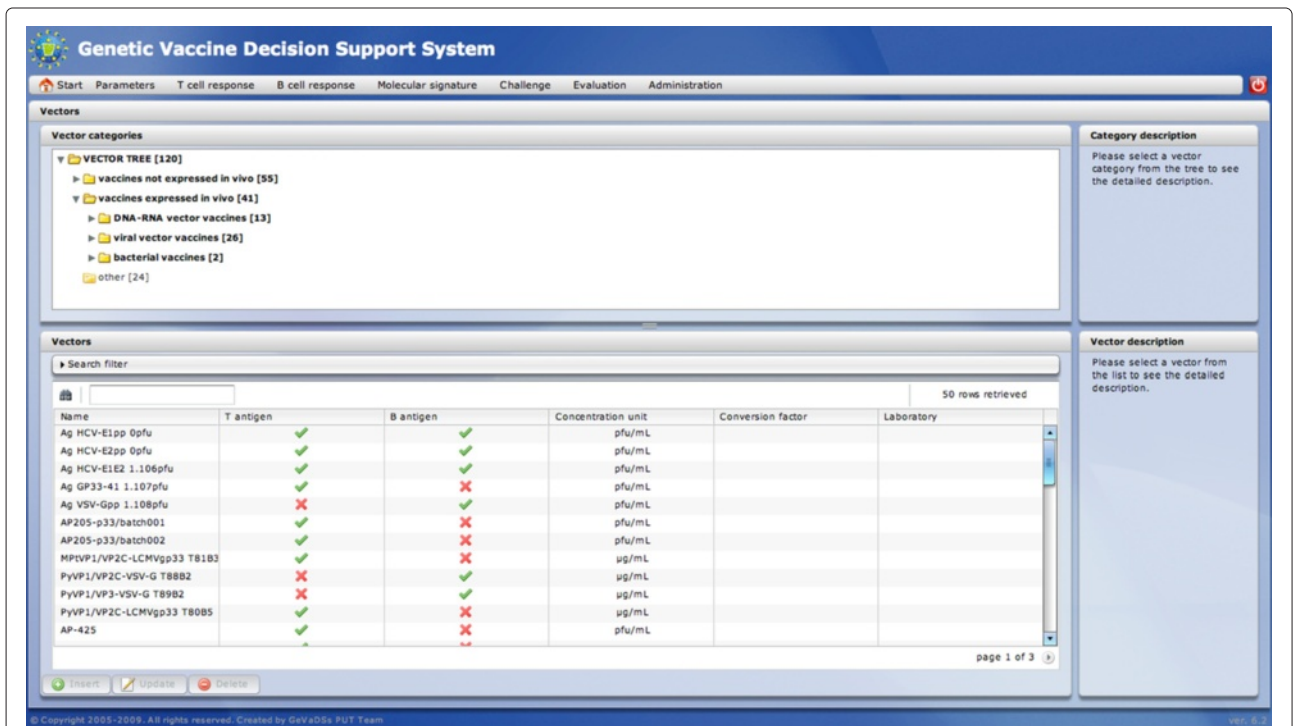 Genetic Vaccine Decision Support System
Start Parameters T cell response B cell response Molecular signature Challenge Evaluation Administration
Vectors
Vector categories
VECTOR TREE [120]
vaccines not expressed in vivo [55]
vaccines expressed in vivo [41]
DNA-RNA vector vaccines [13]
viral vector vaccines [26]
bacterial vaccines [2]
other [24]
Category description
Please select a vector
category from the tree to see
the detailed description.
Vectors
Search filter
50 rows retrieved
Name T antigen B antigen Concentration unit Conversion factor Laboratory
Ag HCV-E1pp 0pfu pfu/mL
Ag HCV-E2pp 0pfu pfu/mL
Ag HCV-E1E2 1.106pfu pfu/mL
Ag GP33-41 1.107pfu pfu/mL
Ag VSV-Gpp 1.108pfu pfu/mL
AP205-p33/batch001 pfu/mL
AP205-p33/batch002 pfu/mL
MPtVP1/VP2C-LCMVgp33 T81B3 µg/mL
PyVP1/VP2C-VSV-G T88B2 µg/mL
PyVP1/VP3-VSV-G T89B2 µg/mL
PyVP1/VP2C-LCMVgp33 T80B5 µg/mL
AP-425 pfu/mL
page 1 of 3
Insert Update Delete
Vector description
Please select a vector from
the list to see the detailed
description.
© Copyright 2005-2009. All rights reserved. Created by GeVaDSs PUT Team
ver. 6.2